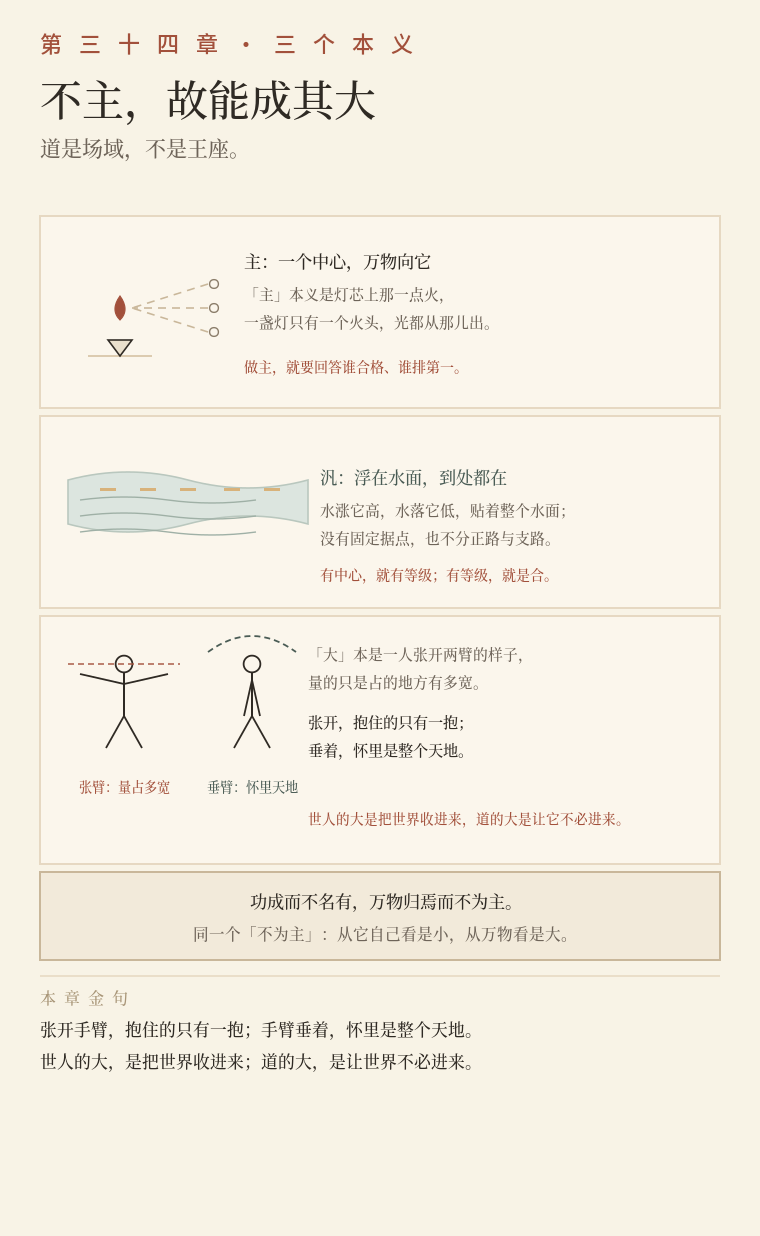 第三十四章・三个本义
不主，故能成其大
道是场域，不是王座。
主：一个中心，万物向它
「主」本义是灯芯上那一点火，
一盏灯只有一个火头，光都从那儿出。
做主，就要回答谁合格、谁排第一。
汎：浮在水面，到处都在
水涨它高，水落它低，贴着整个水面；
没有固定据点，也不分正路与支路。
有中心，就有等级；有等级，就是合。
「大」本是一人张开两臂的样子，
量的只是占的地方有多宽。
张开，抱住的只有一抱；
垂着，怀里是整个天地。
张臂：量占多宽
垂臂：怀里天地
世人的大是把世界收进来，道的大是让它不必进来。
功成而不名有，万物归焉而不为主。
同一个「不为主」：从它自己看是小，从万物看是大。
本章金句
张开手臂，抱住的只有一抱；手臂垂着，怀里是整个天地。
世人的大，是把世界收进来；道的大，是让世界不必进来。